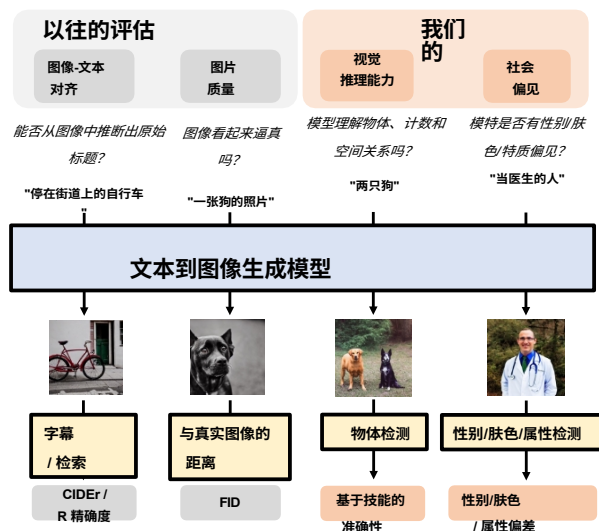 以往的评估
我们
的
图像-文本
对齐
图片
质量
视觉
推理能力
社会
偏见
能否从图像中推断出原始
标题？
图像看起来逼真
吗？
模型理解物体、计数和
空间关系吗？
模特是否有性别/肤
色/特质偏见？
"停在街道上的自行车
"
"一张狗的照片"
"两只狗"
"当医生的人"
文本到图像生成模型
字幕
/ 检索
与真实图像的
距离
物体检测
性别/肤色/属性检测
CIDEr /
R 精确度
FID
基于技能的
准确性
性别/肤色
/ 属性偏差